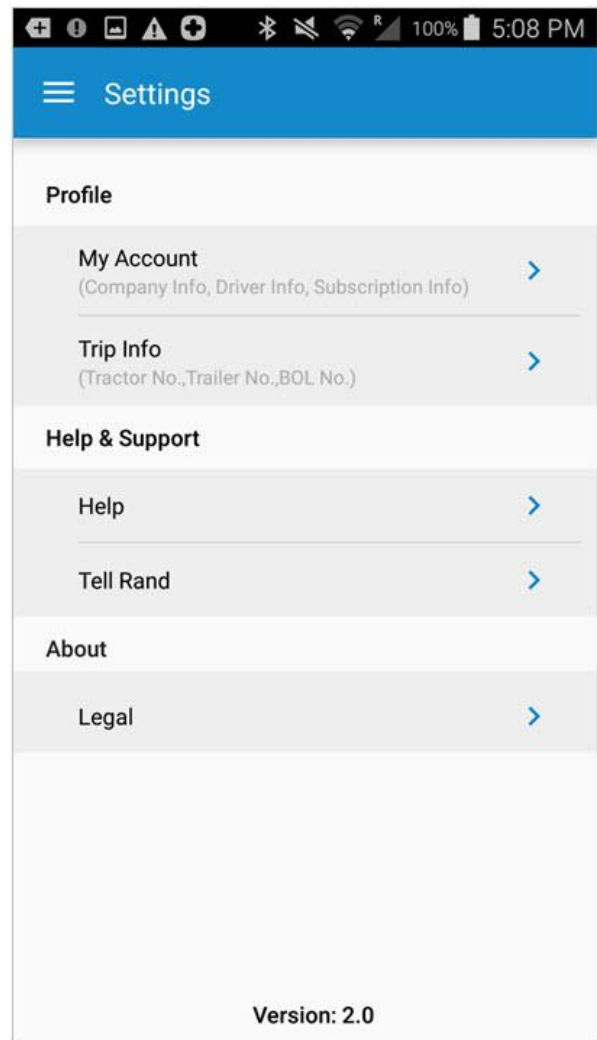 R 100% 5:08 PM
Settings
Profile
My Account
(Company Info, Driver Info, Subscription Info)
Trip Info
(Tractor No.,Trailer No.,BOL No.)
Help & Support
Help
Tell Rand
About
Legal
Version: 2.0